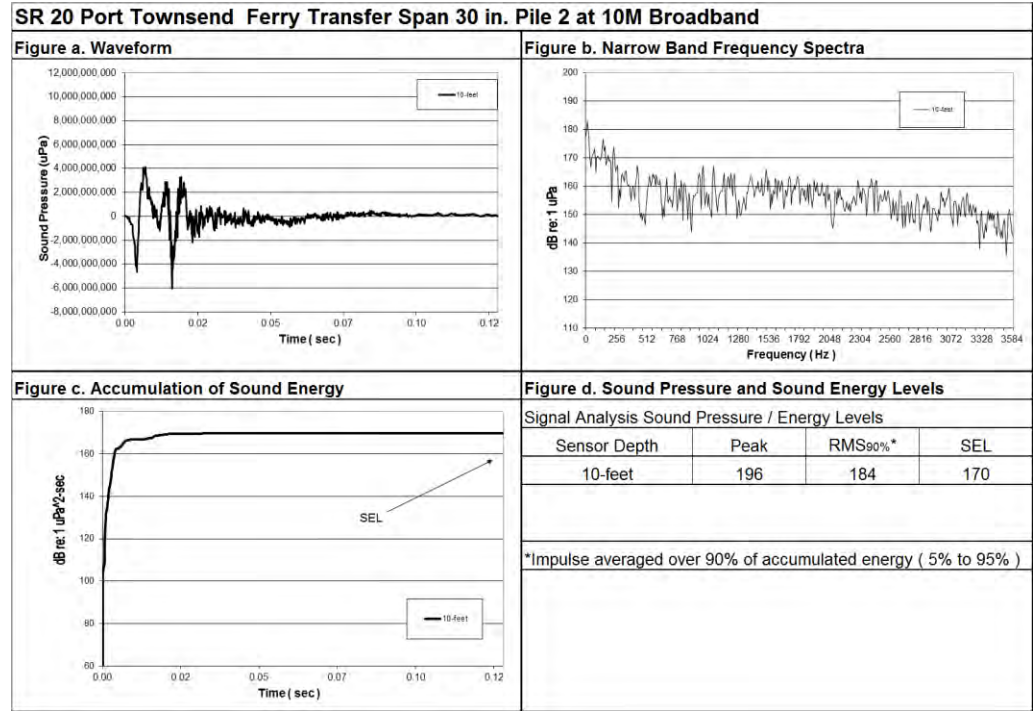 SR 20 Port Townsend Ferry Transfer Span 30 in. Pile 2 at 10M Broadband
Figure a. Waveform
12,000,000,000
10,000,000,000
8,000,000,000
6,000,000,000
4,000,000,000
2,000,000,000
0
-2,000,000,000
-4,000,000,000
-6,000,000,000
-8,000,000,000
Sound Pressure (uPa)
10-feet
0.00 0.02 0.05 0.07 0.10 0.12
Time ( sec )
Figure b. Narrow Band Frequency Spectra
200
190
180
170
160
150
140
130
120
110
dB re: 1 uPa
10-feet
0 256 512 768 1024 1280 1536 1792 2048 2304 2560 2816 3072 3328 3584
Frequency ( Hz )
Figure c. Accumulation of Sound Energy
180
160
140
120
100
80
60
dB re: 1 uPa^2-sec
SEL
10-feet
0.00 0.02 0.05 0.07 0.10 0.12
Time ( sec )
Figure d. Sound Pressure and Sound Energy Levels
Signal Analysis Sound Pressure / Energy Levels
Sensor Depth Peak RMS90%* SEL
10-feet 196 184 170
*Impulse averaged over 90% of accumulated energy ( 5% to 95% )